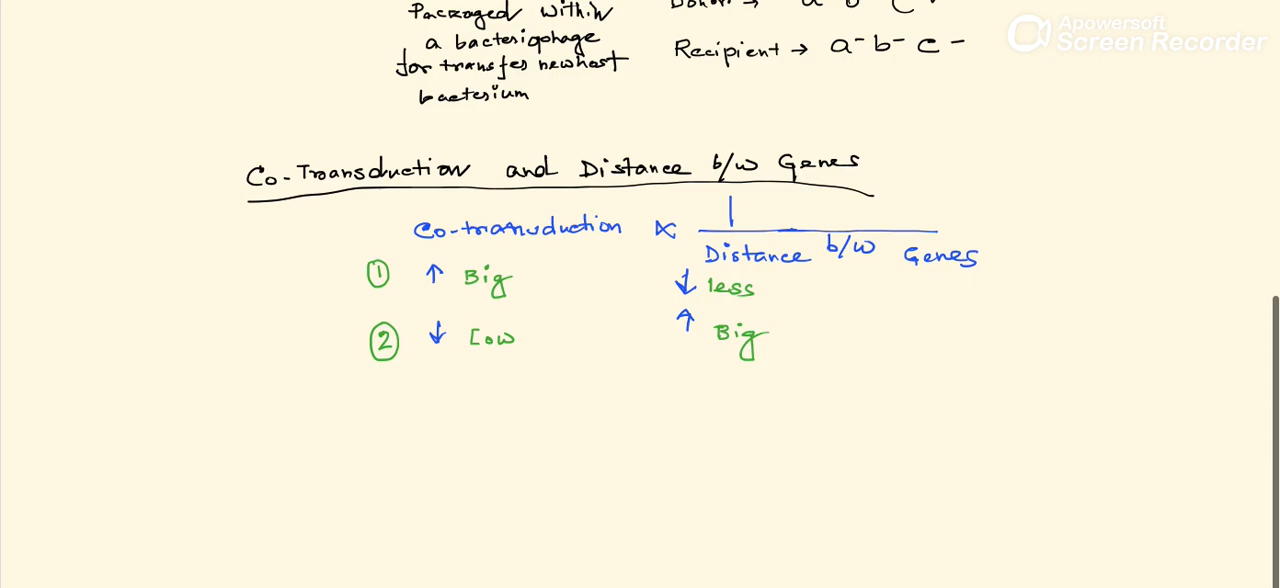 Packaged within
a bacteriophage
for transfer new host
bacterium
Recipient → a⁻ b⁻ c⁻
Apowersoft
Screen Recorder
Co-Transduction and Distance b/w Genes
Co-transduction ∝ 1
Distance b/w Genes
① ↑ Big ↓ less
② ↓ Low ↑ Big